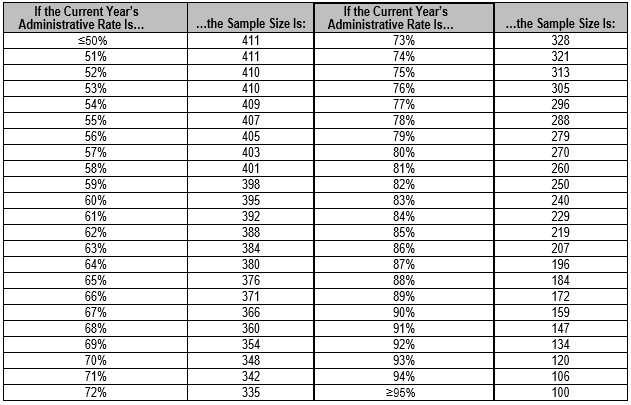 If the Current Year's
Administrative Rate Is... ...the Sample Size Is: If the Current Year's
Administrative Rate Is... ...the Sample Size Is:
≤50% 411 73% 328
51% 411 74% 321
52% 410 75% 313
53% 410 76% 305
54% 409 77% 296
55% 407 78% 288
56% 405 79% 279
57% 403 80% 270
58% 401 81% 260
59% 398 82% 250
60% 395 83% 240
61% 392 84% 229
62% 388 85% 219
63% 384 86% 207
64% 380 87% 196
65% 376 88% 184
66% 371 89% 172
67% 366 90% 159
68% 360 91% 147
69% 354 92% 134
70% 348 93% 120
71% 342 94% 106
72% 335 ≥95% 100